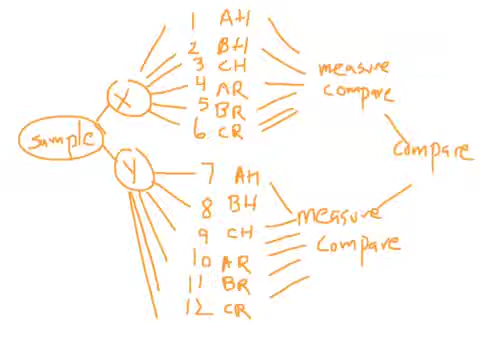 1 AH
2 BH
3 CH
4 AR
5 BR
6 CR
X
measure
compare
sample
compare
Y
7 AH
8 BH
9 CH
10 AR
11 BR
12 CR
measure
compare